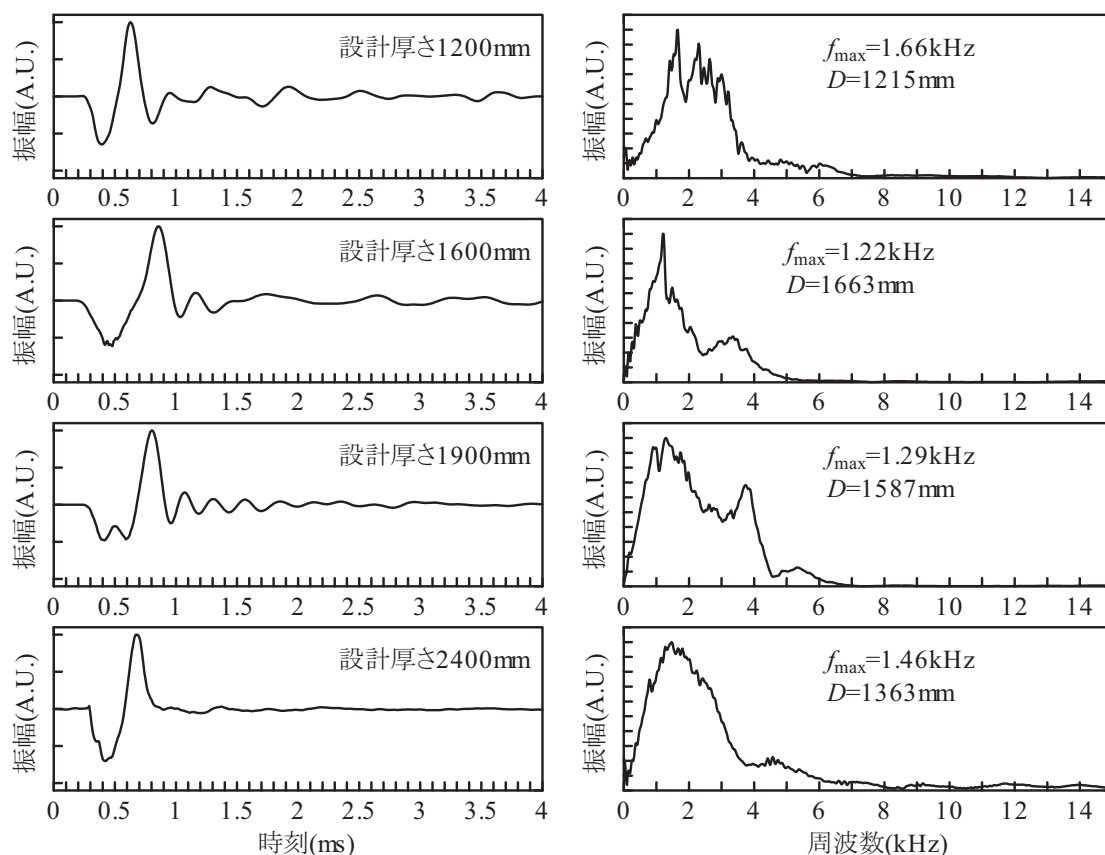 振幅(A.U.)
設計厚さ1200mm
0 0.5 1 1.5 2 2.5 3 3.5 4
振幅(A.U.)
fmax=1.66kHz
D=1215mm
0 2 4 6 8 10 12 14
振幅(A.U.)
設計厚さ1600mm
0 0.5 1 1.5 2 2.5 3 3.5 4
振幅(A.U.)
fmax=1.22kHz
D=1663mm
0 2 4 6 8 10 12 14
振幅(A.U.)
設計厚さ1900mm
0 0.5 1 1.5 2 2.5 3 3.5 4
振幅(A.U.)
fmax=1.29kHz
D=1587mm
0 2 4 6 8 10 12 14
振幅(A.U.)
設計厚さ2400mm
0 0.5 1 1.5 2 2.5 3 3.5 4
時刻(ms)
振幅(A.U.)
fmax=1.46kHz
D=1363mm
0 2 4 6 8 10 12 14
周波数(kHz)